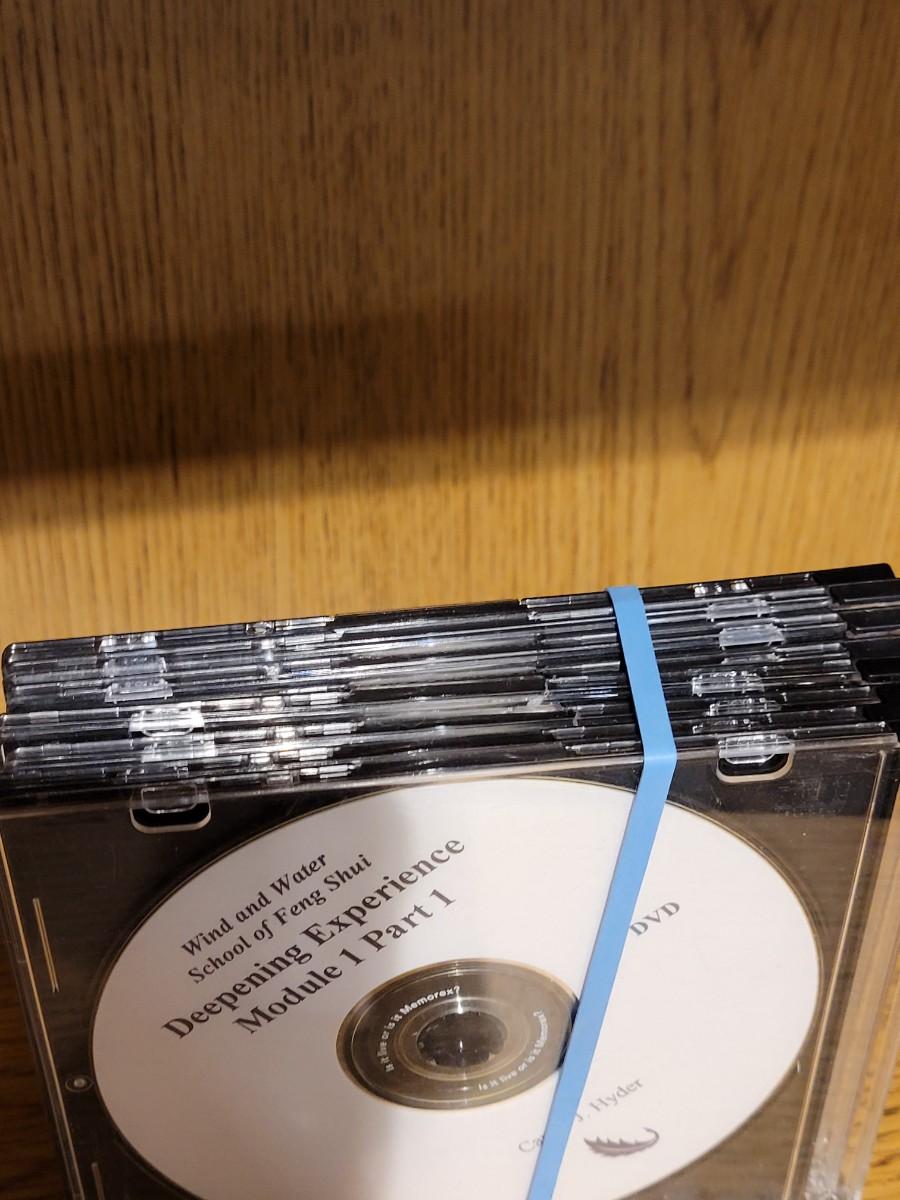 Wind and Water
School of Feng Shui
Deepening Experience
Module 1 Part 1
DVD
Is it live or is it Memorex?
Is it live or is it Memorex?
J. Hyder